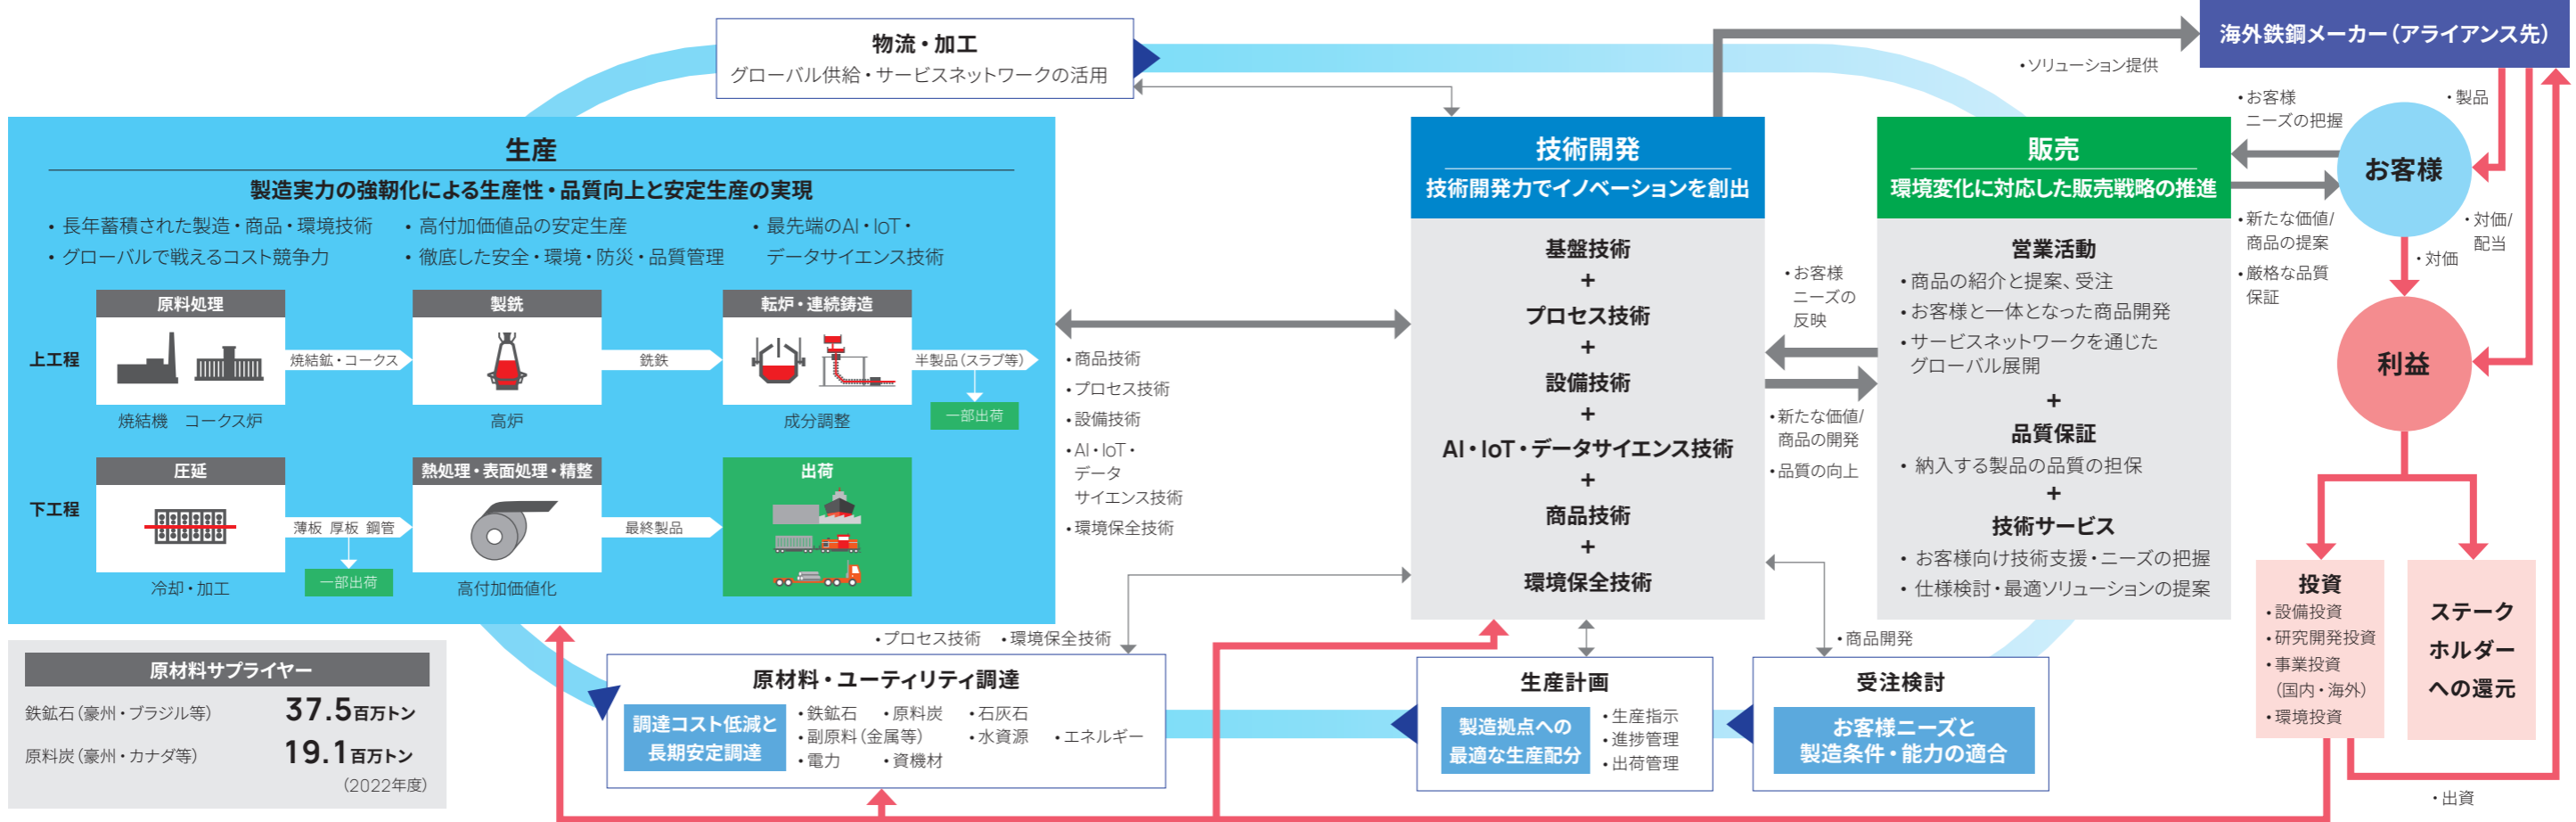 物流・加工
グローバル供給・サービスネットワークの活用
海外鉄鋼メーカー（アライアンス先）
・ソリューション提供
生産
製造実力の強靭化による生産性・品質向上と安定生産の実現
・長年蓄積された製造・商品・環境技術
・グローバルで戦えるコスト競争力
・高付加価値品の安定生産
・徹底した安全・環境・防災・品質管理
・最先端のAI・IoT・
データサイエンス技術
上工程
原料処理
焼結機 コークス炉
焼結鉱・コークス
製銑
高炉
銑鉄
転炉・連続鋳造
成分調整
半製品（スラブ等）
一部出荷
下工程
圧延
冷却・加工
薄板 厚板 鋼管
一部出荷
熱処理・表面処理・精整
高付加価値化
最終製品
出荷
・商品技術
・プロセス技術
・設備技術
・AI・IoT・
データ
サイエンス技術
・環境保全技術
技術開発
技術開発力でイノベーションを創出
基盤技術
+
プロセス技術
+
設備技術
+
AI・IoT・データサイエンス技術
+
商品技術
+
環境保全技術
・お客様
ニーズの
反映
・新たな価値/
商品の開発
・品質の向上
販売
環境変化に対応した販売戦略の推進
営業活動
・商品の紹介と提案、受注
・お客様と一体となった商品開発
・サービスネットワークを通じた
グローバル展開
+
品質保証
・納入する製品の品質の担保
+
技術サービス
・お客様向け技術支援・ニーズの把握
・仕様検討・最適ソリューションの提案
・お客様
ニーズの把握
・新たな価値/
商品の提案
・厳格な品質
保証
・製品
お客様
・対価/
配当
・対価
利益
投資
・設備投資
・研究開発投資
・事業投資
（国内・海外）
・環境投資
ステーク
ホルダー
への還元
・出資
原材料サプライヤー
鉄鉱石（豪州・ブラジル等） 37.5百万トン
原料炭（豪州・カナダ等） 19.1百万トン
（2022年度）
・プロセス技術 ・環境保全技術
原材料・ユーティリティ調達
調達コスト低減と
長期安定調達
・鉄鉱石 ・原料炭 ・石灰石
・副原料（金属等） ・水資源 ・エネルギー
・電力 ・資機材
生産計画
製造拠点への
最適な生産配分
・生産指示
・進捗管理
・出荷管理
・商品開発
受注検討
お客様ニーズと
製造条件・能力の適合